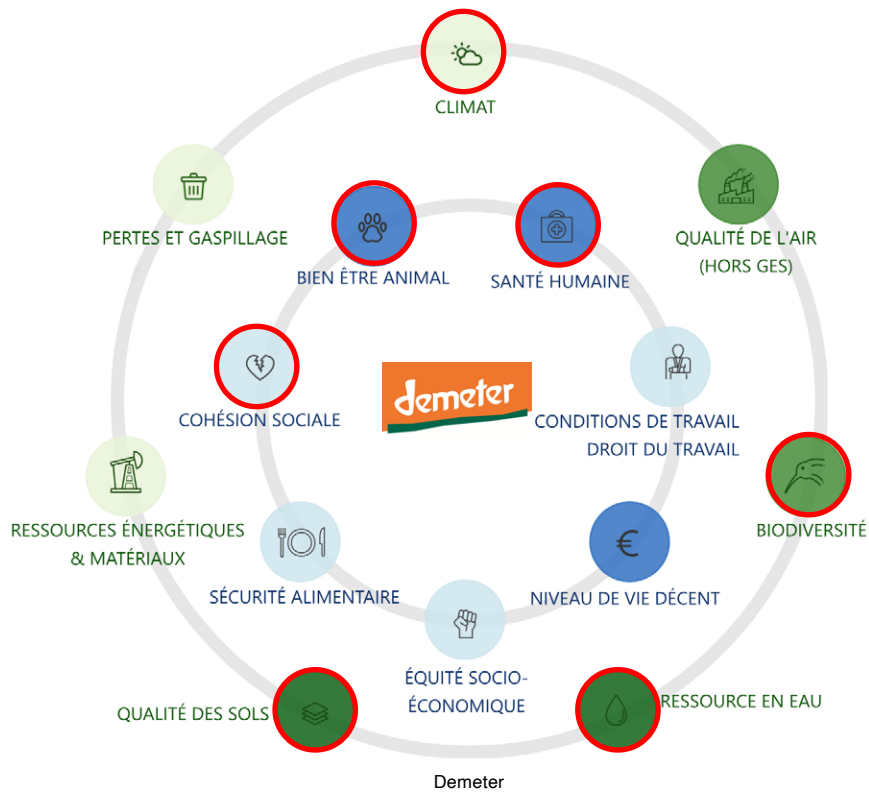 CLIMAT
PERTES ET GASPILLAGE
QUALITÉ DE L'AIR
(HORS GES)
BIEN ÊTRE ANIMAL
SANTÉ HUMAINE
COHÉSION SOCIALE
demeter
CONDITIONS DE TRAVAIL
DROIT DU TRAVAIL
RESSOURCES ÉNERGÉTIQUES
& MATÉRIAUX
BIODIVERSITÉ
SÉCURITÉ ALIMENTAIRE
€
NIVEAU DE VIE DÉCENT
ÉQUITÉ SOCIO-
ÉCONOMIQUE
QUALITÉ DES SOLS
RESSOURCE EN EAU
Demeter